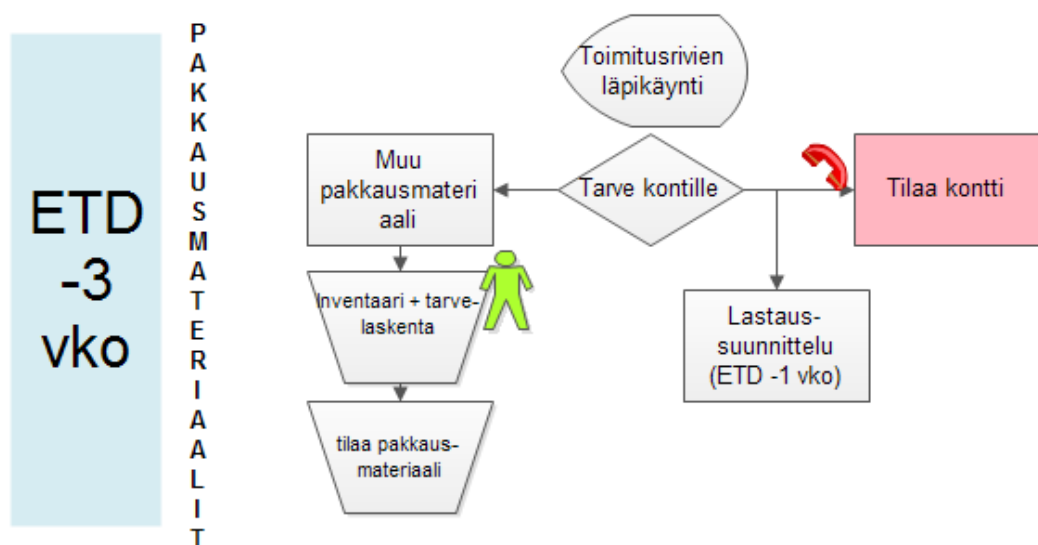 ETD
-3
vko
P
A
K
K
A
U
S
M
A
T
E
R
I
A
A
L
I
T
Toimitusrivien
läpikäynti
Muu
pakkausmateri
aali
Tarve kontille
Tilaa kontti
Inventaari + tarve-
laskenta
Lastaus-
suunnittelu
(ETD -1 vko)
tilaa pakkaus-
materiaali